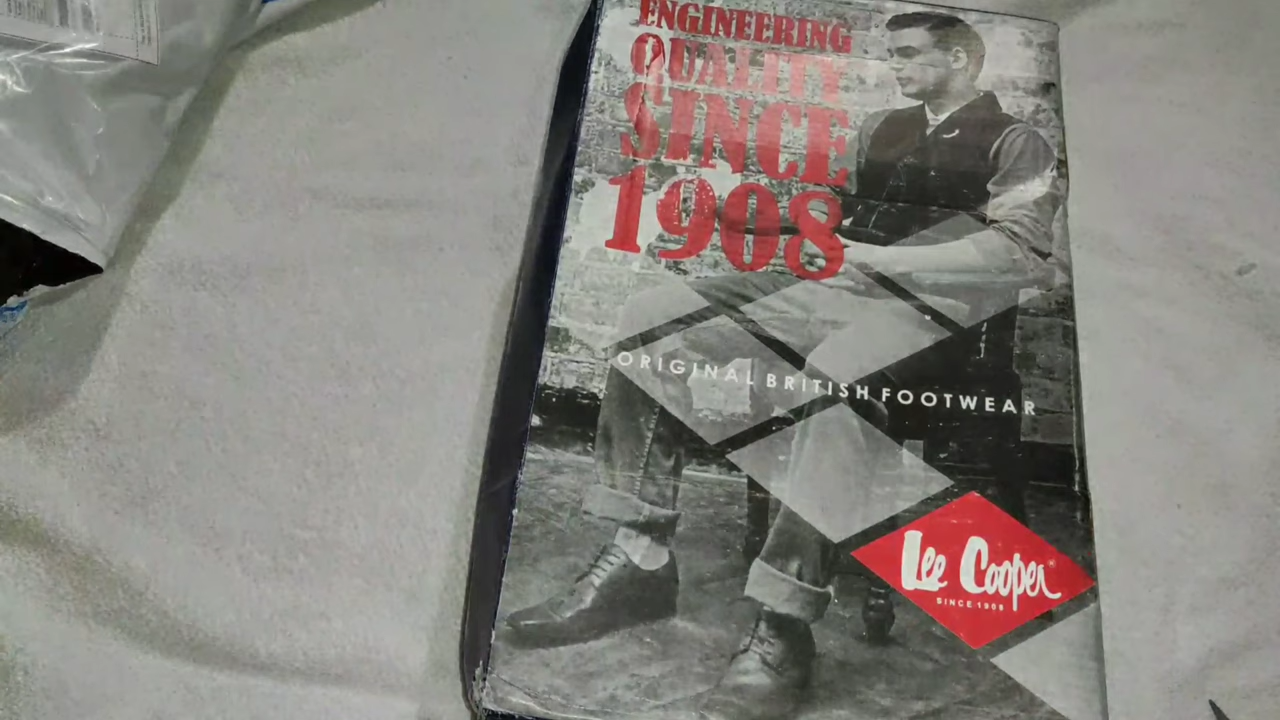 ENGINEERING
QUALITY
SINCE
1908
ORIGINAL BRITISH FOOTWEAR
Lee Cooper®
SINCE 1908